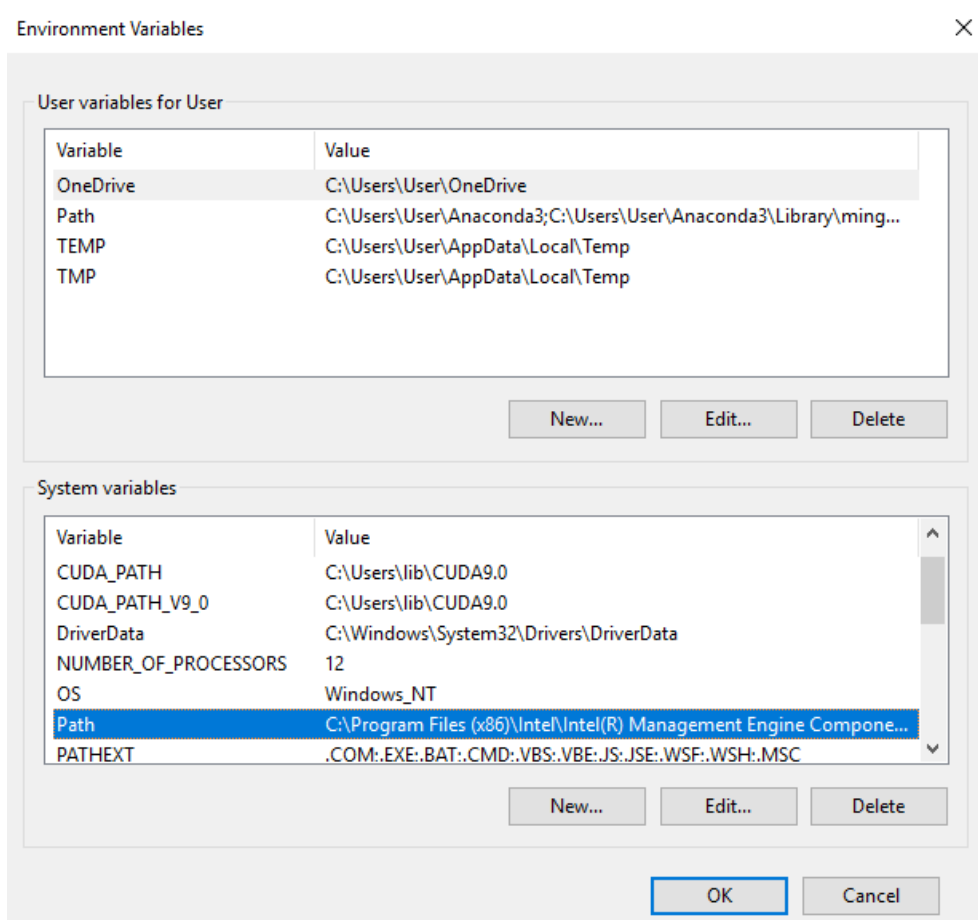 Environment Variables
User variables for User
Variable Value
OneDrive C:\Users\User\OneDrive
Path C:\Users\User\Anaconda3;C:\Users\User\Anaconda3\Library\ming...
TEMP C:\Users\User\AppData\Local\Temp
TMP C:\Users\User\AppData\Local\Temp
New... Edit... Delete
System variables
Variable Value
CUDA_PATH C:\Users\lib\CUDA9.0
CUDA_PATH_V9_0 C:\Users\lib\CUDA9.0
DriverData C:\Windows\System32\Drivers\DriverData
NUMBER_OF_PROCESSORS 12
OS Windows_NT
Path C:\Program Files (x86)\Intel\Intel(R) Management Engine Compone...
PATHEXT .COM;.EXE;.BAT;.CMD;.VBS;.VBE;.JS;.JSE;.WSF;.WSH;.MSC
New... Edit... Delete
OK Cancel